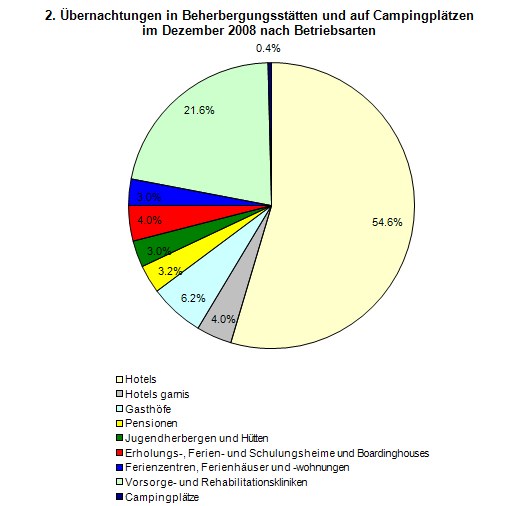 2. Übernachtungen in Beherbergungsstätten und auf Campingplätzen
im Dezember 2008 nach Betriebsarten
0.4%
21.6%
3.0%
4.0%
54.6%
3.0%
3.2%
6.2%
4.0%
Hotels
Hotels garnis
Gasthöfe
Pensionen
Jugendherbergen und Hütten
Erholungs-, Ferien- und Schulungsheime und Boardinghouses
Ferienzentren, Ferienhäuser und -wohnungen
Vorsorge- und Rehabilitationskliniken
Campingplätze